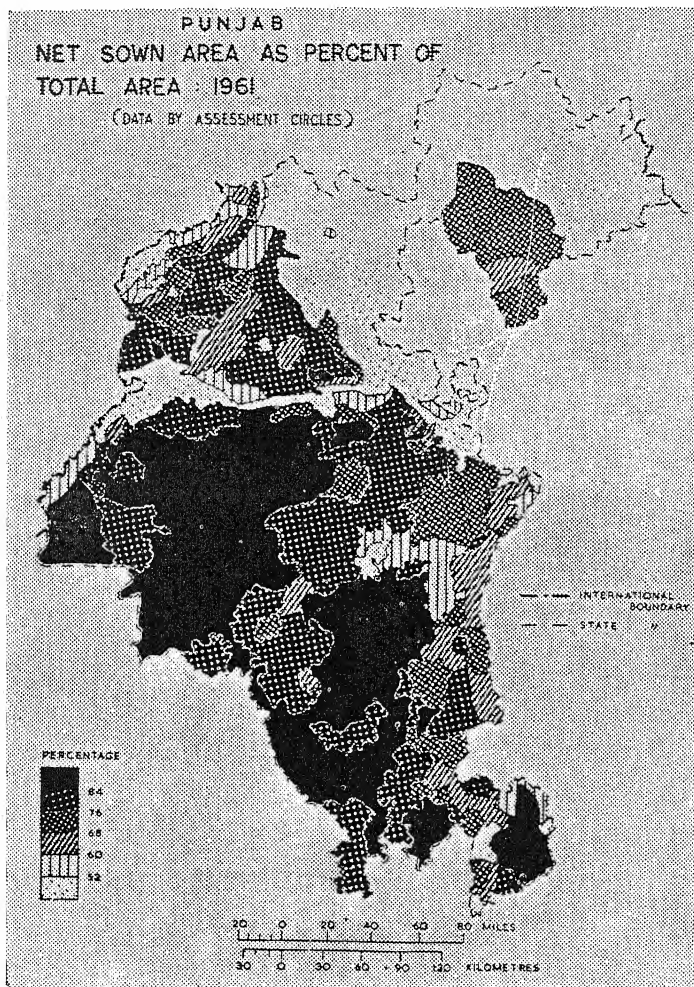 PUNJAB
NET SOWN AREA AS PERCENT OF
TOTAL AREA : 1961
(DATA BY ASSESSMENT CIRCLES)
INTERNATIONAL
BOUNDARY
STATE "
PERCENTAGE
84
76
68
60
52
20 0 20 40 60 80 MILES
30 0 30 60 90 120 KILOMETRES